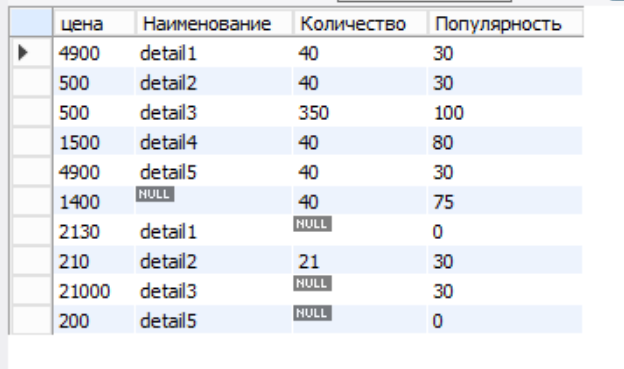 цена Наименование Количество Популярность
4900 detail1 40 30
500 detail2 40 30
500 detail3 350 100
1500 detail4 40 80
4900 detail5 40 30
1400 NULL 40 75
2130 detail1 NULL 0
210 detail2 21 30
21000 detail3 NULL 30
200 detail5 NULL 0